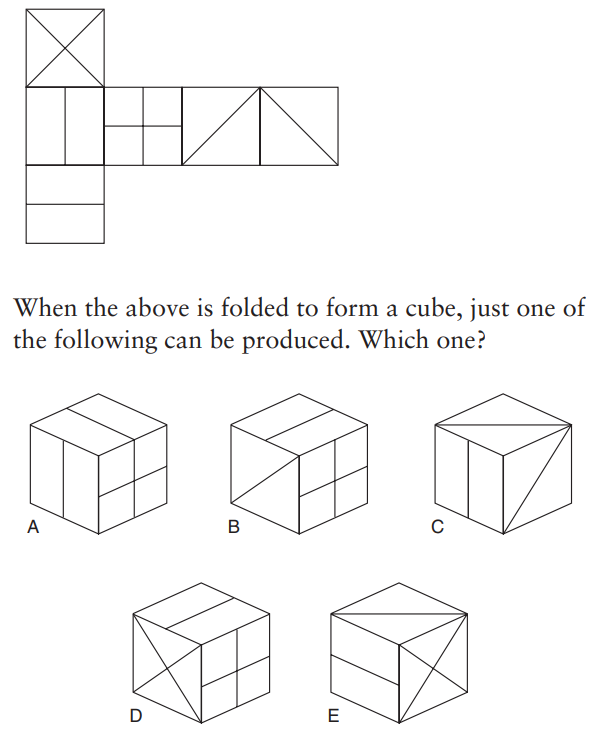 When the above is folded to form a cube, just one of
the following can be produced. Which one?
A
B
C
D
E